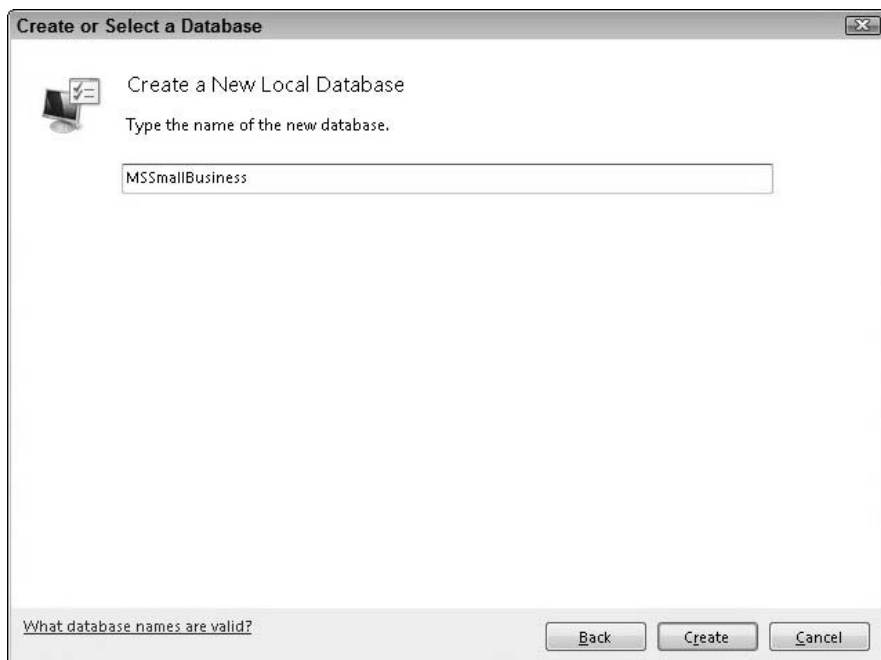 Create or Select a Database
Create a New Local Database
Type the name of the new database.
MSSmallBusiness
What database names are valid?
Back
Create
Cancel